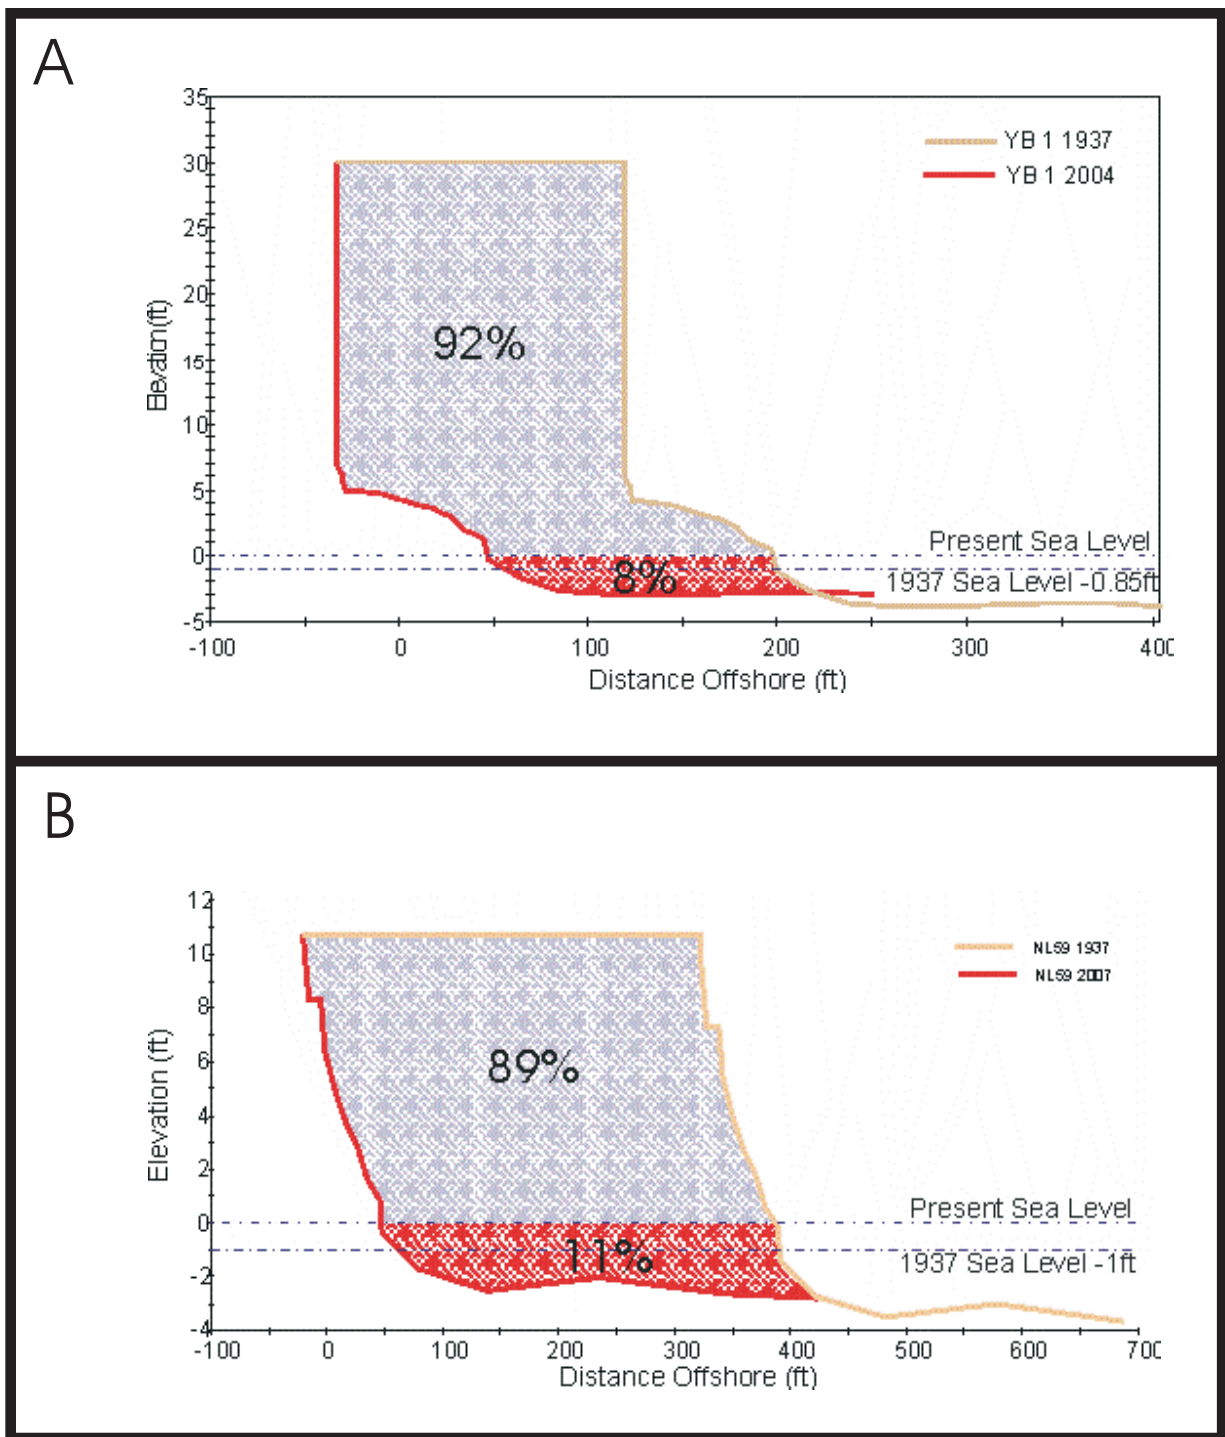 A
35
30
25
20
15
10
5
0
-5
Elevation (ft)
YB 1 1937
YB 1 2004
92%
8%
Present Sea Level
1937 Sea Level -0.85ft
-100 0 100 200 300 400
Distance Offshore (ft)
B
12
10
8
6
4
2
0
-2
-4
Elevation (ft)
NL59 1937
NL59 2007
89%
11%
Present Sea Level
1937 Sea Level -1ft
-100 0 100 200 300 400 500 600 700
Distance Offshore (ft)